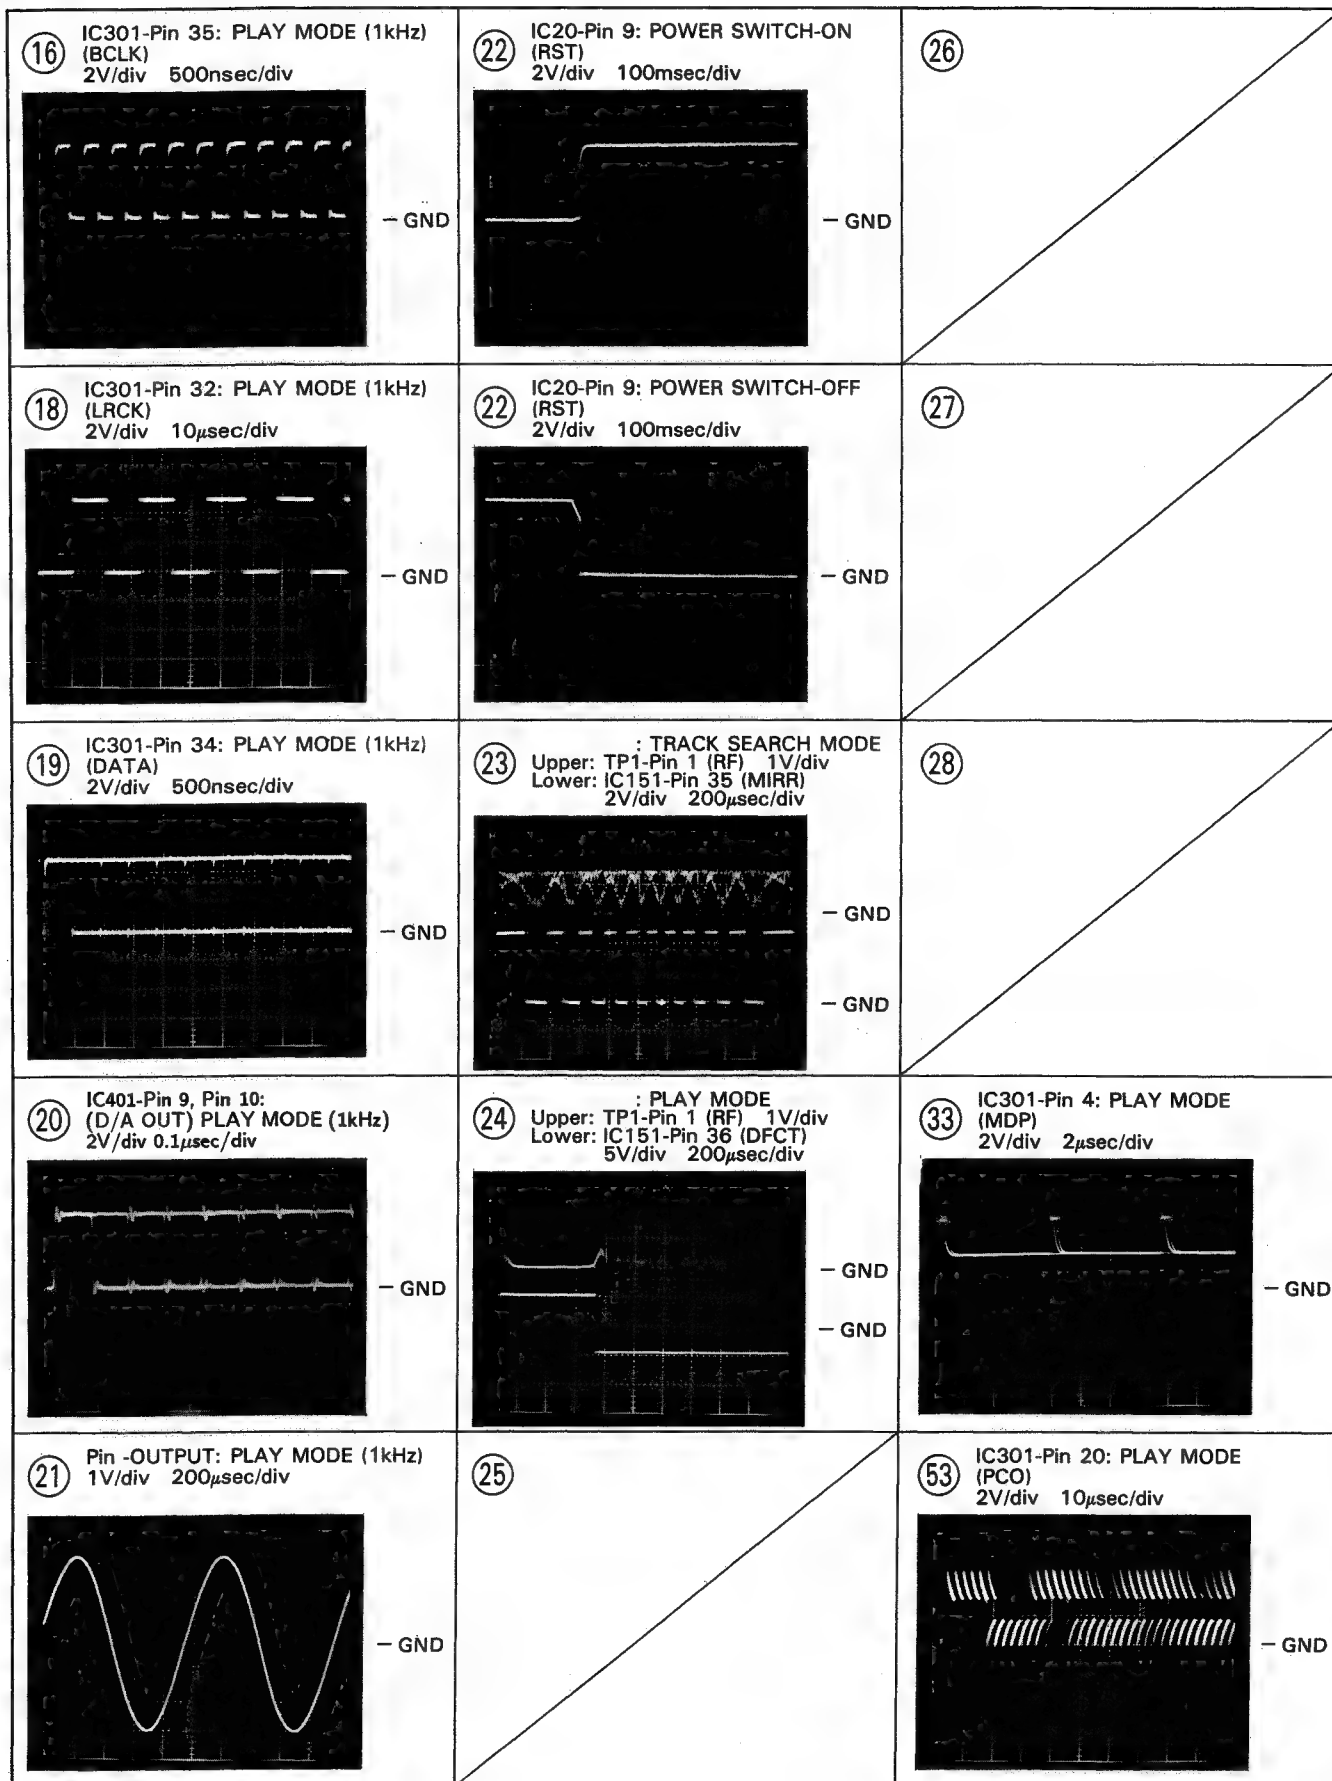 16 IC301-Pin 35: PLAY MODE (1kHz)
(BCLK)
2V/div 500nsec/div
– GND
22 IC20-Pin 9: POWER SWITCH-ON
(RST)
2V/div 100msec/div
– GND
26
18 IC301-Pin 32: PLAY MODE (1kHz)
(LRCK)
2V/div 10μsec/div
– GND
22 IC20-Pin 9: POWER SWITCH-OFF
(RST)
2V/div 100msec/div
– GND
27
19 IC301-Pin 34: PLAY MODE (1kHz)
(DATA)
2V/div 500nsec/div
– GND
23 : TRACK SEARCH MODE
Upper: TP1-Pin 1 (RF) 1V/div
Lower: IC151-Pin 35 (MIRR)
2V/div 200μsec/div
– GND
– GND
28
20 IC401-Pin 9, Pin 10:
(D/A OUT) PLAY MODE (1kHz)
2V/div 0.1μsec/div
– GND
24 : PLAY MODE
Upper: TP1-Pin 1 (RF) 1V/div
Lower: IC151-Pin 36 (DFCT)
5V/div 200μsec/div
– GND
– GND
33 IC301-Pin 4: PLAY MODE
(MDP)
2V/div 2μsec/div
– GND
21 Pin -OUTPUT: PLAY MODE (1kHz)
1V/div 200μsec/div
– GND
25
53 IC301-Pin 20: PLAY MODE
(PCO)
2V/div 10μsec/div
– GND